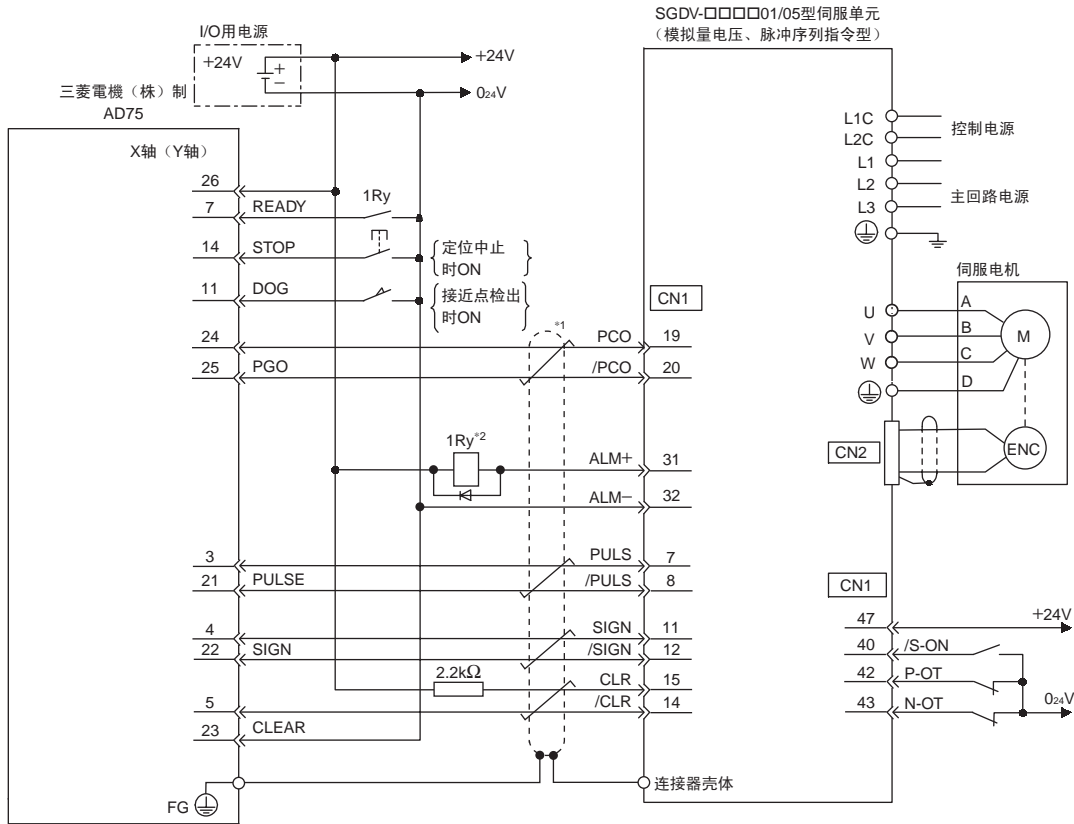 SGDV-□□□□01/05型伺服单元
（模拟量电压、脉冲序列指令型）
I/O用电源
+24V
+
−
+24V
024V
三菱電機（株）制
AD75
X轴（Y轴）
26
7 READY 1Ry
14 STOP 定位中止
时ON
11 DOG 接近点检出
时ON
24 *1 PCO 19
25 PGO /PCO 20
CN1
1Ry*2 ALM+ 31
ALM− 32
3 PULS 7
21 PULSE /PULS 8
4 SIGN 11
22 SIGN /SIGN 12
2.2kΩ CLR 15
5 /CLR 14
23 CLEAR
FG
连接器壳体
L1C
L2C
控制电源
L1
L2
L3
主回路电源
伺服电机
U A
V B
W C
D
M
CN2
ENC
CN1
47 +24V
40 /S-ON
42 P-OT
43 N-OT 024V